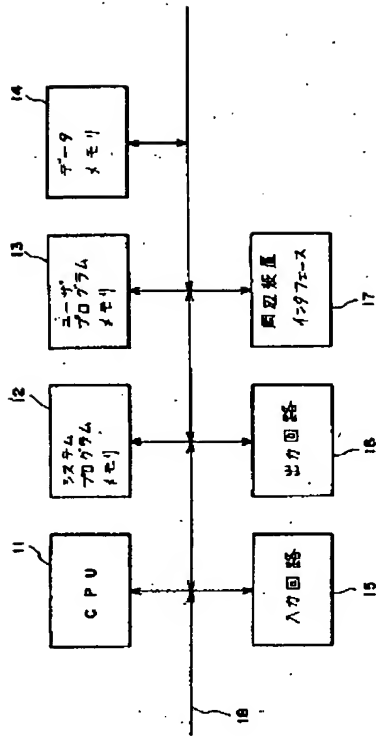 11
CPU
12
システム
プログラム
メモリ
13
ユーザ
プログラム
メモリ
14
データ
メモリ
15
入力回路
16
出力回路
17
周辺装置
インタフェース
18